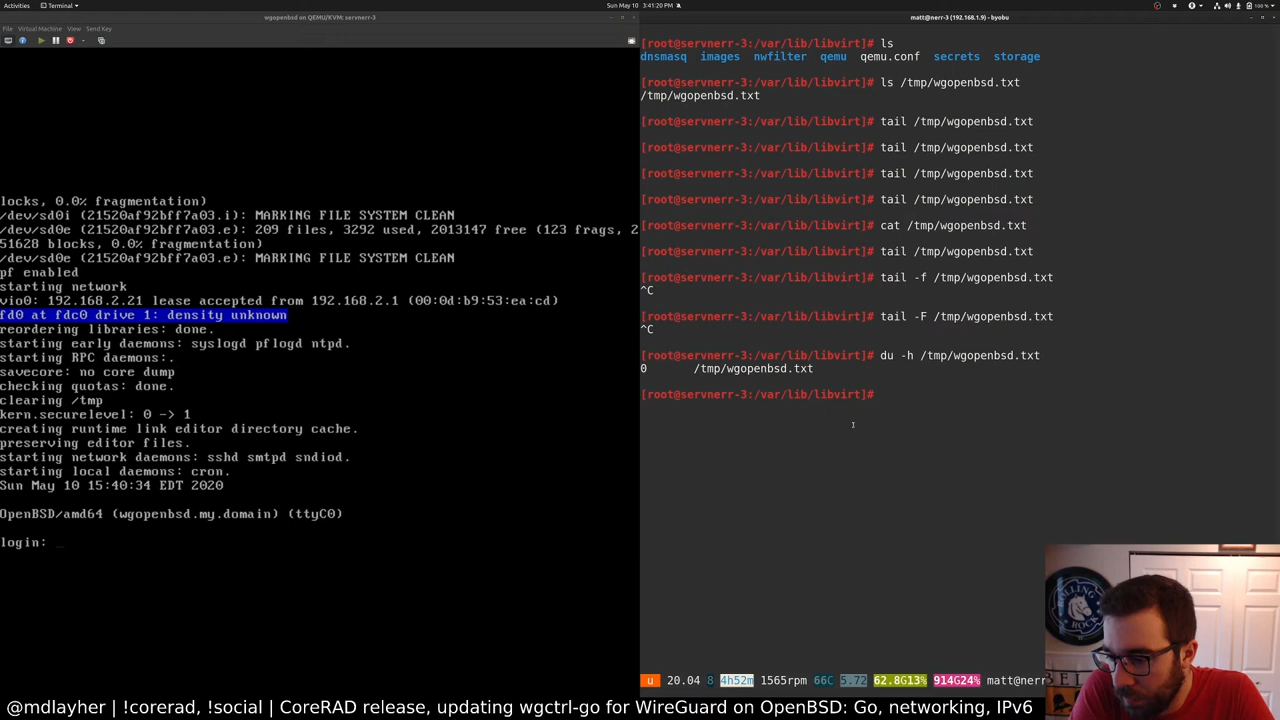 Activities
Terminal
May 10 3:41:20 PM
100 %
wgopenbsd on QEMU/KVM: servnerr-3
File Virtual Machine View Send Key
locks, 0.0% fragmentation)
/dev/sd0i (21520af92bff7a03.i): MARKING FILE SYSTEM CLEAN
/dev/sd0e (21520af92bff7a03.e): 209 files, 3292 used, 2013147 free (123 frags, 2
51628 blocks, 0.0% fragmentation)
/dev/sd0e (21520af92bff7a03.e): MARKING FILE SYSTEM CLEAN
pf enabled
starting network
vio0: 192.168.2.21 lease accepted from 192.168.2.1 (00:0d:b9:53:ea:cd)
fd0 at fdc0 drive 1: density unknown
reordering libraries: done.
starting early daemons: syslogd pflogd ntpd.
starting RPC daemons:.
savecore: no core dump
checking quotas: done.
clearing /tmp
kern.securelevel: 0 -> 1
creating runtime link editor directory cache.
preserving editor files.
starting network daemons: sshd smtpd sndiod.
starting local daemons: cron.
Sun May 10 15:40:34 EDT 2020
OpenBSD/amd64 (wgopenbsd.my.domain) (ttyC0)
login: _
matt@nerr-3 (192.168.1.9) - byobu
[root@servnerr-3:/var/lib/libvirt]# ls
dnsmasq images nwfilter qemu qemu.conf secrets storage
[root@servnerr-3:/var/lib/libvirt]# ls /tmp/wgopenbsd.txt
/tmp/wgopenbsd.txt
[root@servnerr-3:/var/lib/libvirt]# tail /tmp/wgopenbsd.txt
[root@servnerr-3:/var/lib/libvirt]# tail /tmp/wgopenbsd.txt
[root@servnerr-3:/var/lib/libvirt]# tail /tmp/wgopenbsd.txt
[root@servnerr-3:/var/lib/libvirt]# tail /tmp/wgopenbsd.txt
[root@servnerr-3:/var/lib/libvirt]# cat /tmp/wgopenbsd.txt
[root@servnerr-3:/var/lib/libvirt]# tail /tmp/wgopenbsd.txt
[root@servnerr-3:/var/lib/libvirt]# tail -f /tmp/wgopenbsd.txt
^C
[root@servnerr-3:/var/lib/libvirt]# tail -F /tmp/wgopenbsd.txt
^C
[root@servnerr-3:/var/lib/libvirt]# du -h /tmp/wgopenbsd.txt
0 /tmp/wgopenbsd.txt
[root@servnerr-3:/var/lib/libvirt]#
u 20.04 8 4h52m 1565rpm 66C 5.72 62.8G13% 914G24% matt@nerr
ROLLING
ROCK
@mdlayher | !corerad, !social | CoreRAD release, updating wgctrl-go for WireGuard on OpenBSD: Go, networking, IPv6